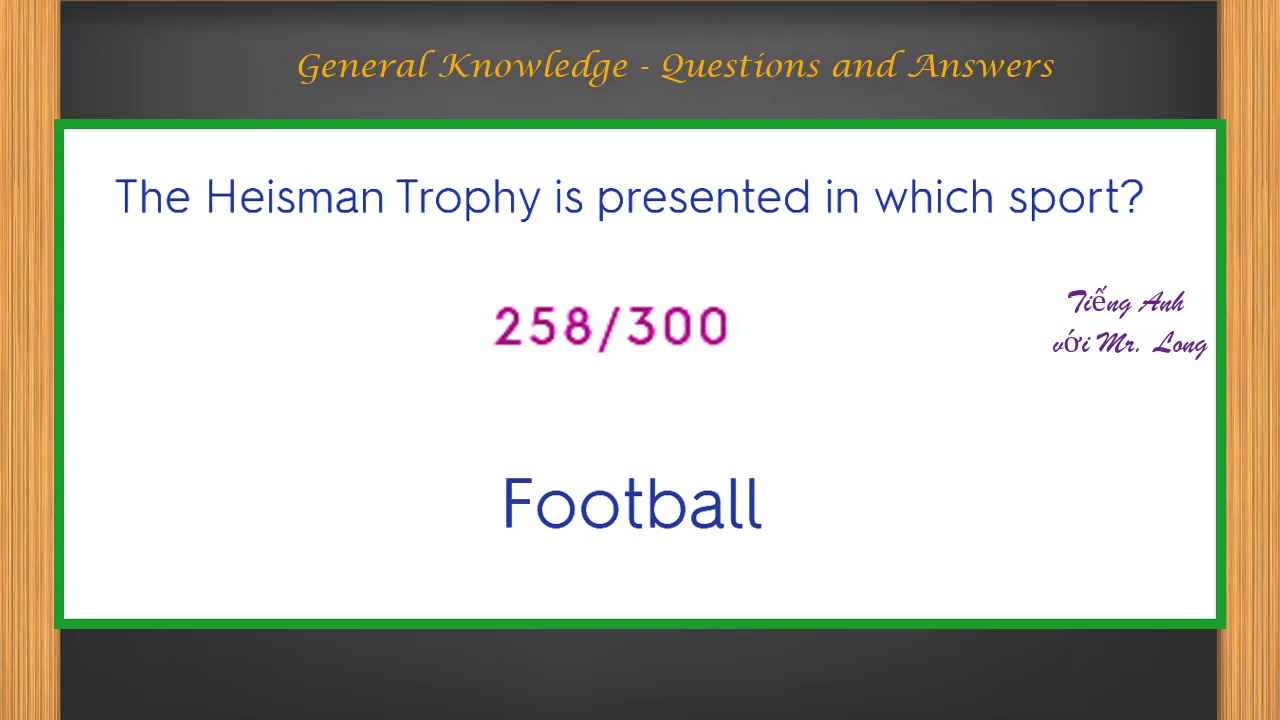 General Knowledge - Questions and Answers
The Heisman Trophy is presented in which sport?
258/300
Tiếng Anh
với Mr. Long
Football